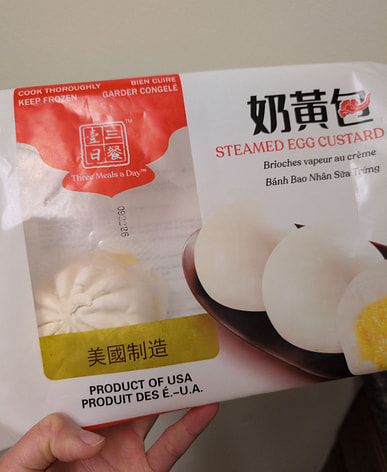 COOK THOROUGHLY BIEN CUIRE
KEEP FROZEN GARDER CONGELÉ
三餐
壹日
Three Meals a Day™
奶黃包
STEAMED EGG CUSTARD
Brioches vapeur au crème
Bánh Bao Nhân Sữa Trứng
美國制造
PRODUCT OF USA
PRODUIT DES É.-U.A.